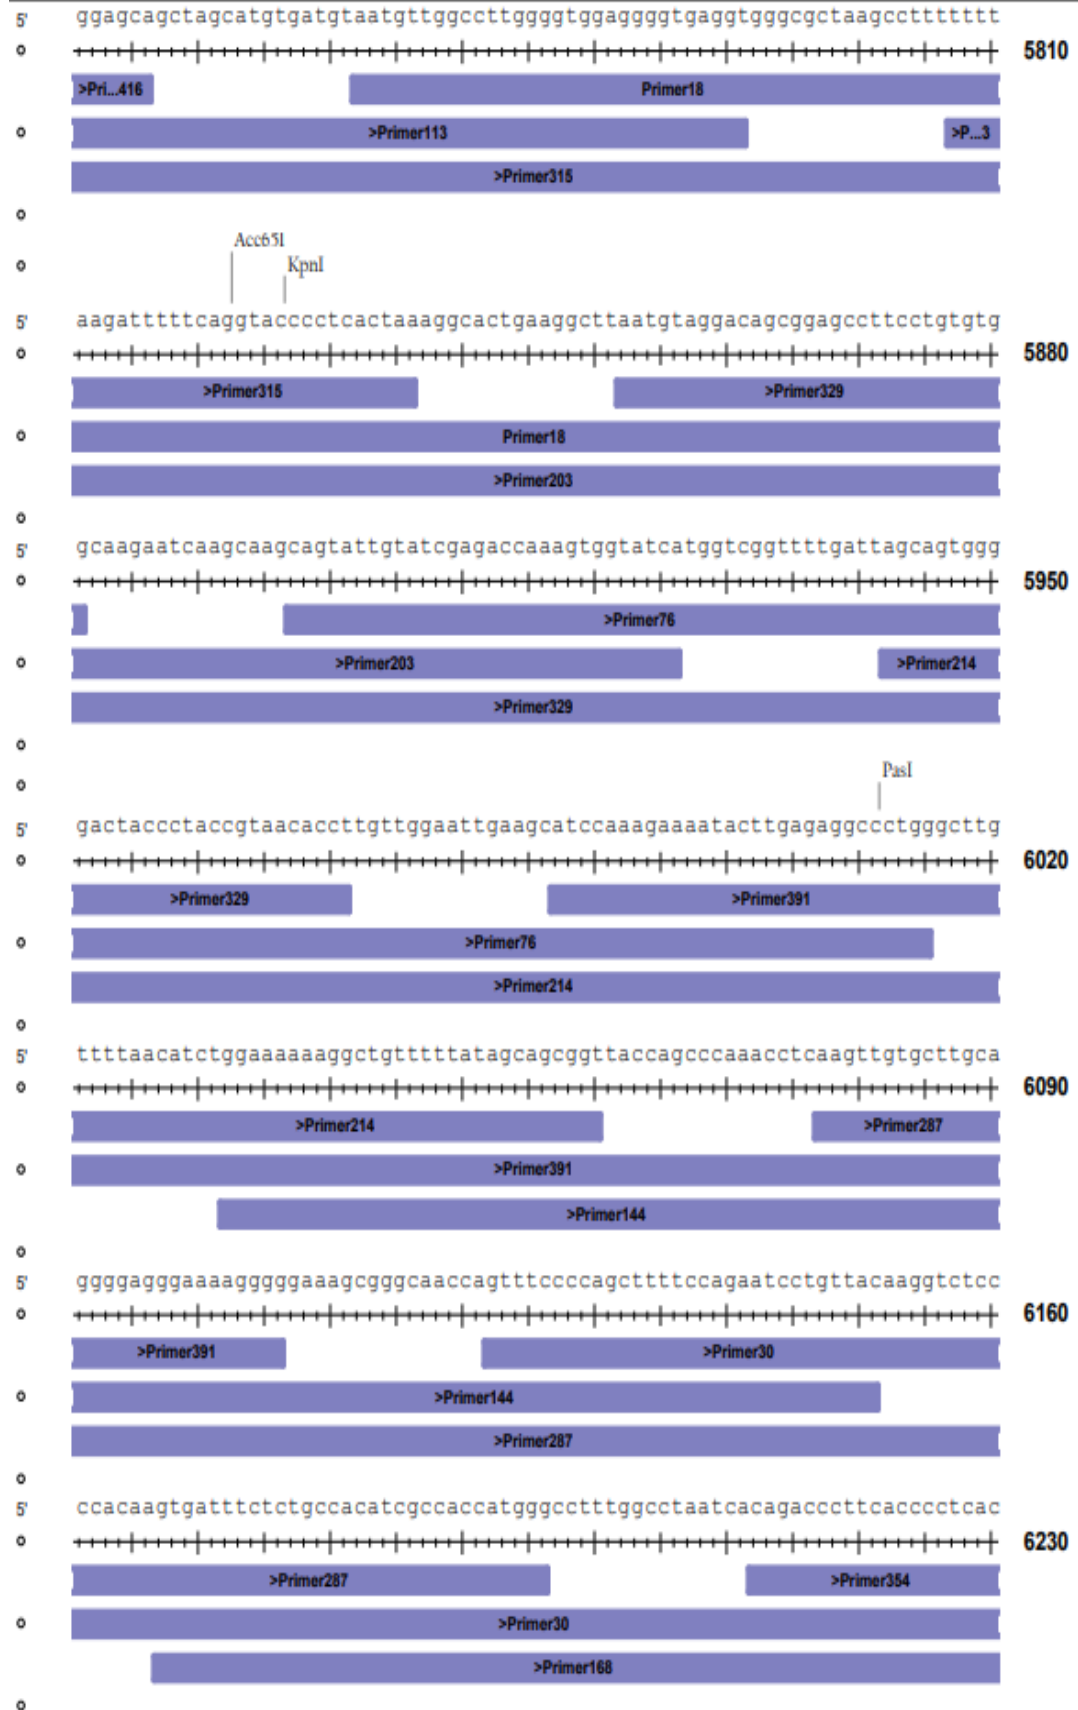 5' ggagcagctagcatgtgatgtaatgttggccttggggtggaggggtgaggtgggcgctaagccttttttt
5810
>Pri...416 Primer18
>Primer113 >P...3
>Primer315
Acc65I
KpnI
5' aagatttttcaggtacccctcactaaaggcactgaaggcttaatgtaggacagcggagccttcctgtgtg
5880
>Primer315 >Primer329
Primer18
>Primer203
5' gcaagaatcaagcaagcagtattgtatcgagaccaaagtggtatcatggtcggttttgattagcagtggg
5950
>Primer76
>Primer203 >Primer214
>Primer329
PasI
5' gactaccctaccgtaacaccttgttggaattgaagcatccaaagaaaatacttgagaggccctgggcttg
6020
>Primer329 >Primer391
>Primer76
>Primer214
5' ttttaacatctggaaaaaaggctgtttttatagcagcggttaccagcccaaacctcaagttgtgcttgca
6090
>Primer214 >Primer287
>Primer391
>Primer144
5' ggggagggaaaagggggaaagcgggcaaccagtttccccagcttttccagaatcctgttacaaggtctcc
6160
>Primer391 >Primer30
>Primer144
>Primer287
5' ccacaagtgatttctctgccacatcgccaccatgggcctttggcctaatcacagacccttcacccctcac
6230
>Primer287 >Primer354
>Primer30
>Primer168